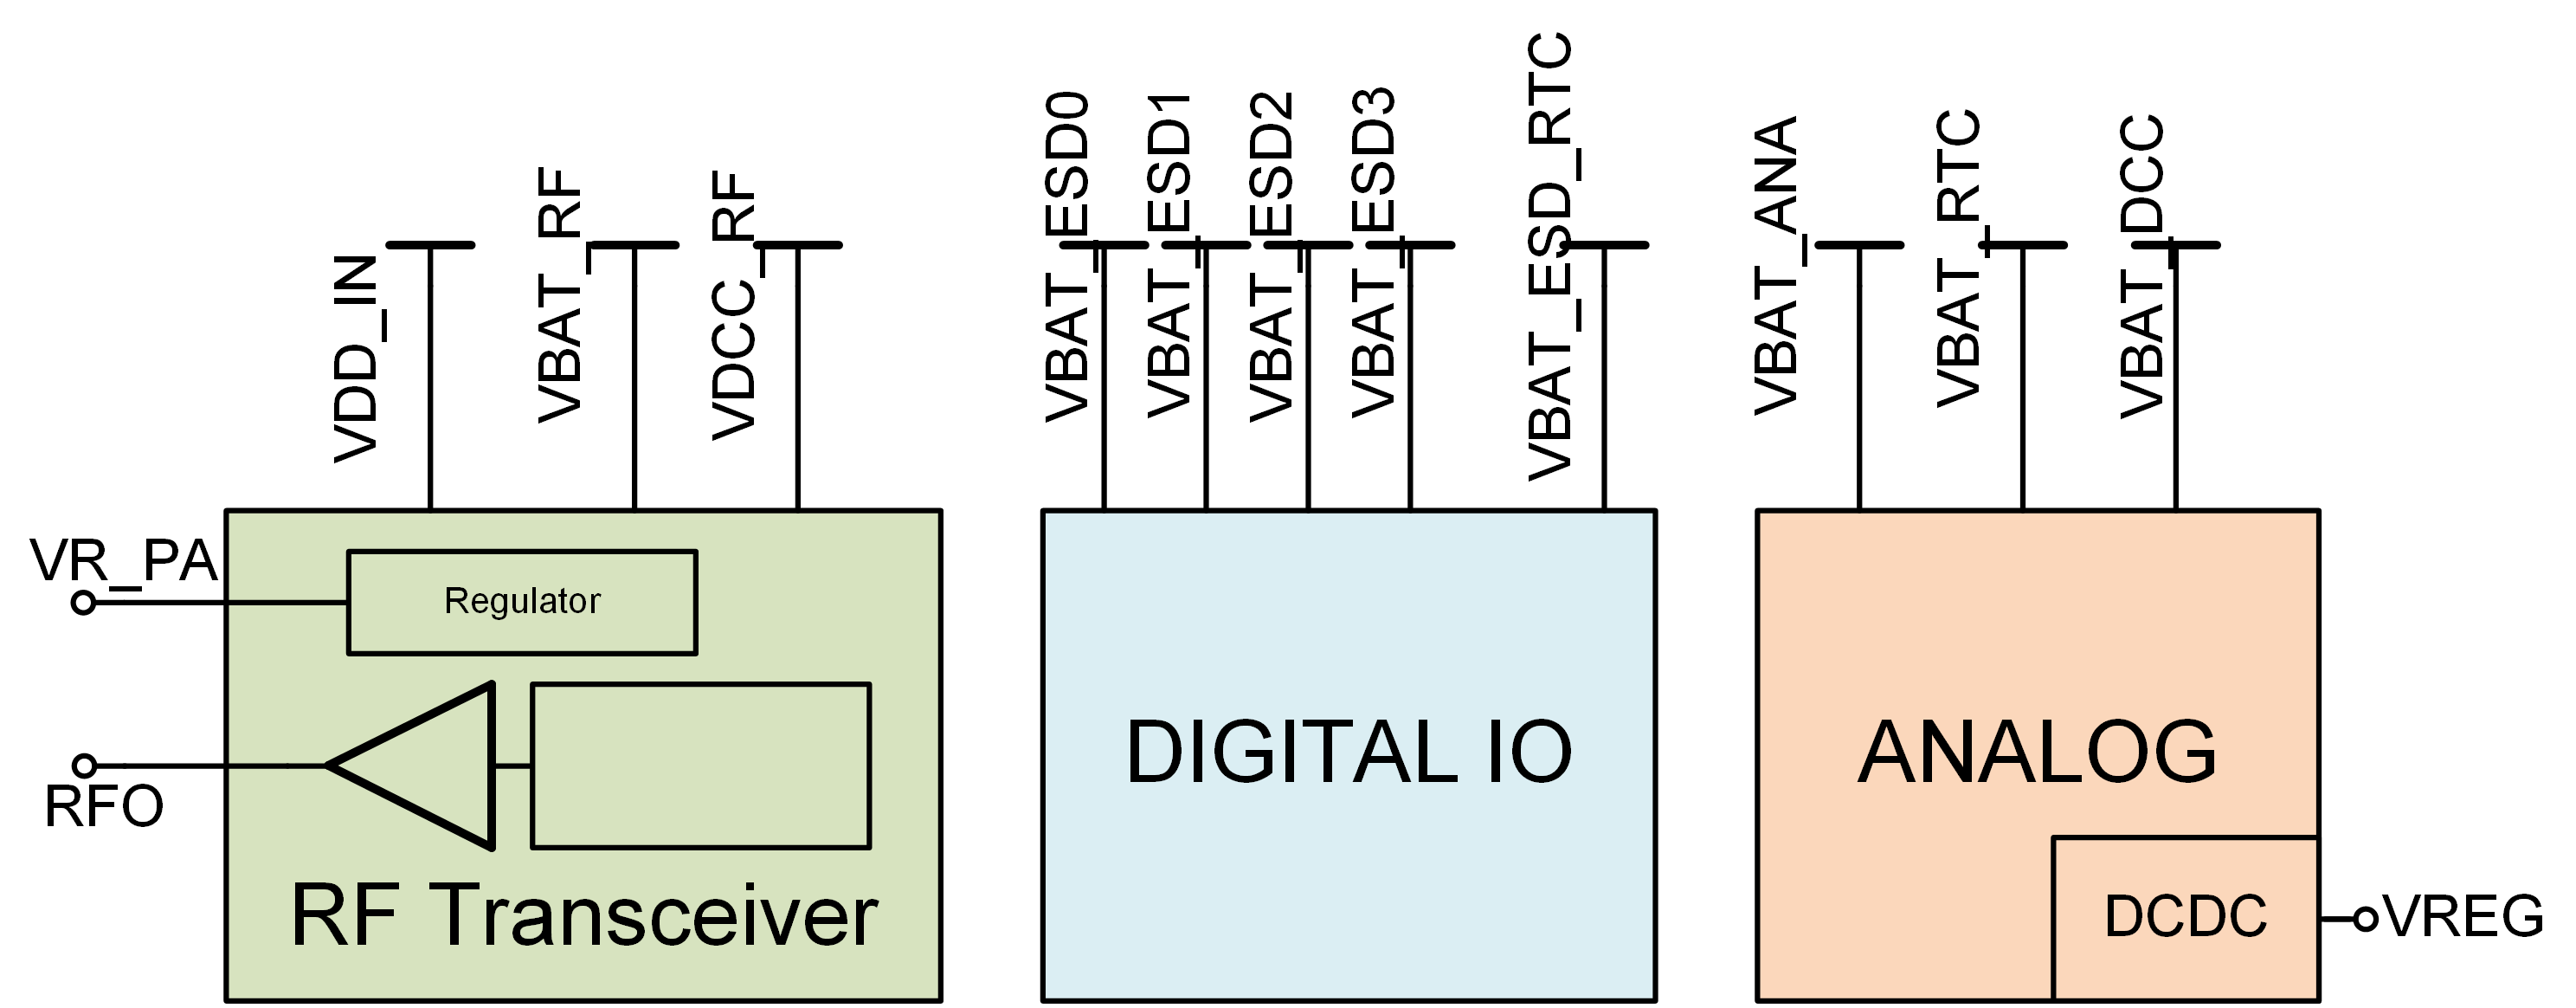 VDD_IN
VBAT_RF
VDCC_RF
VBAT_ESD0
VBAT_ESD1
VBAT_ESD2
VBAT_ESD3
VBAT_ESD_RTC
VBAT_ANA
VBAT_RTC
VBAT_DCC
VR_PA
Regulator
RFO
RF Transceiver
DIGITAL IO
ANALOG
DCDC
VREG